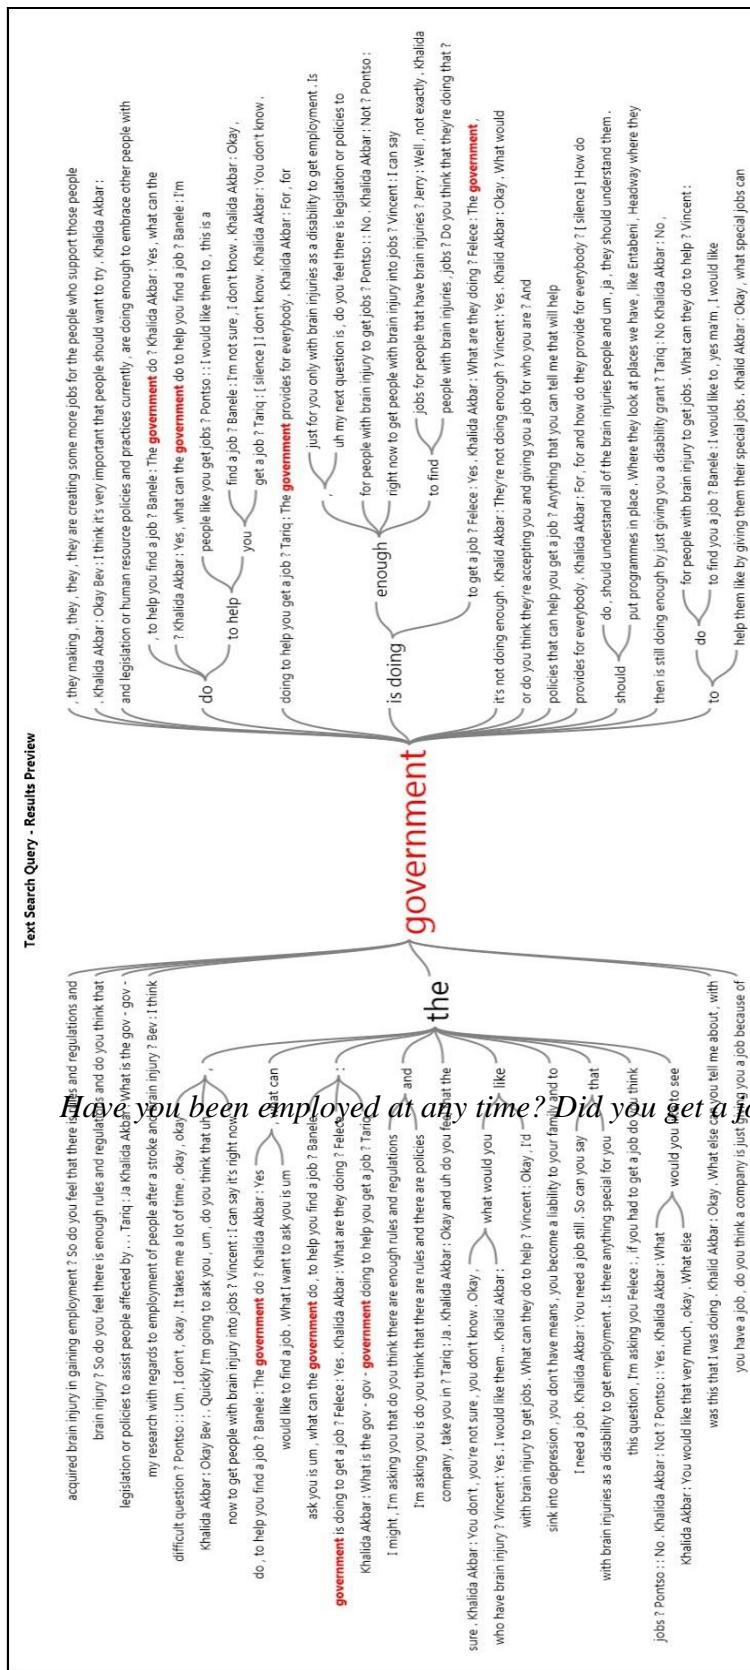 Text Search Query - Results Preview
acquired brain injury in gaining employment ? So do you feel that there is rules and regulations and
brain injury ? So do you feel there is enough rules and regulations and do you think that
legislation or policies to assist people affected by . . . Tariq : Ja Khalida Akbar : What is the gov - gov -
my research with regards to employment of people after a stroke and brain injury ? Bev : I think
difficult question ? Pontso : : Um , I don't , okay . It takes me a lot of time , okay , okay
Khalida Akbar : Okay Bev : . Quickly I'm going to ask you , um , do you think that uh
,
now to get people with brain injury into jobs ? Vincent : I can say it's right now
do , to help you find a job ? Banele : The government do ? Khalida Akbar : Yes
would like to find a job . What I want to ask you is um
, what can
ask you is um , what can the government do , to help you find a job ? Banele
government is doing to get a job ? Felece : Yes . Khalida Akbar : What are they doing ? Felece
Khalida Akbar : What is the gov - gov - government doing to help you get a job ? Tariq
:
I might , I'm asking you that do you think there are enough rules and regulations
I'm asking you is do you think that there are rules and there are policies
and
company , take you in ? Tariq : Ja . Khalida Akbar : Okay and uh do you feel that the
sure . Khalida Akbar : You don't , you're not sure , you don't know . Okay ,
who have brain injury ? Vincent : Yes . I would like them ... Khalid Akbar :
what would you
with brain injury to get jobs . What can they do to help ? Vincent : Okay , I'd
like
sink into depression , you don't have means , you become a liability to your family and to
I need a job . Khalida Akbar : You need a job still . So can you say
with brain injuries as a disability to get employment . Is there anything special for you
that
this question , I'm asking you Felece : , if you had to get a job do you think
jobs ? Pontso : : No . Khalida Akbar : Not ? Pontso : : Yes . Khalida Akbar : What
Khalida Akbar : You would like that very much , okay . What else
would you like to see
was this that I was doing . Khalid Akbar : Okay . What else can you tell me about , with
you have a job , do you think a company is just giving you a job because of
the
government
, they making , they , they , they are creating some more jobs for the people who support those people
. Khalida Akbar : Okay Bev : I think it's very important that people should want to try . Khalida Akbar :
and legislation or human resource policies and practices currently , are doing enough to embrace other people with
do
, to help you find a job ? Banele : The government do ? Khalida Akbar : Yes , what can the
? Khalida Akbar : Yes , what can the government do to help you find a job ? Banele : I'm
to help
people like you get jobs ? Pontso : : I would like them to , this is a
you
find a job ? Banele : I'm not sure , I don't know . Khalida Akbar : Okay ,
get a job ? Tariq : [ silence ] I don't know . Khalida Akbar : You don't know .
doing to help you get a job ? Tariq : The government provides for everybody . Khalida Akbar : For , for
is doing
enough
,
just for you only with brain injuries as a disability to get employment . Is
uh my next question is , do you feel there is legislation or policies to
for people with brain injury to get jobs ? Pontso : : No . Khalida Akbar : Not ? Pontso :
right now to get people with brain injury into jobs ? Vincent : I can say
to find
jobs for people that have brain injuries ? Jerry : Well , not exactly . Khalida
people with brain injuries , jobs ? Do you think that they're doing that ?
to get a job ? Felece : Yes . Khalida Akbar : What are they doing ? Felece : The government ,
it's not doing enough . Khalid Akbar : They're not doing enough ? Vincent : Yes . Khalid Akbar : Okay . What would
or do you think they're accepting you and giving you a job for who you are ? And
policies that can help you get a job ? Anything that you can tell me that will help
provides for everybody . Khalida Akbar : For , for and how do they provide for everybody ? [ silence ] How do
should
do , should understand all of the brain injuries people and um , ja , they should understand them .
put programmes in place . Where they look at places we have , like Entabeni , Headway where they
then is still doing enough by just giving you a disability grant ? Tariq : No Khalida Akbar : No ,
to
do
for people with brain injury to get jobs . What can they do to help ? Vincent :
to find you a job ? Banele : I would like to , yes ma'm , I would like
help them like by giving them their special jobs . Khalid Akbar : Okay , what special jobs can
Have you been employed at any time? Did you get a jo